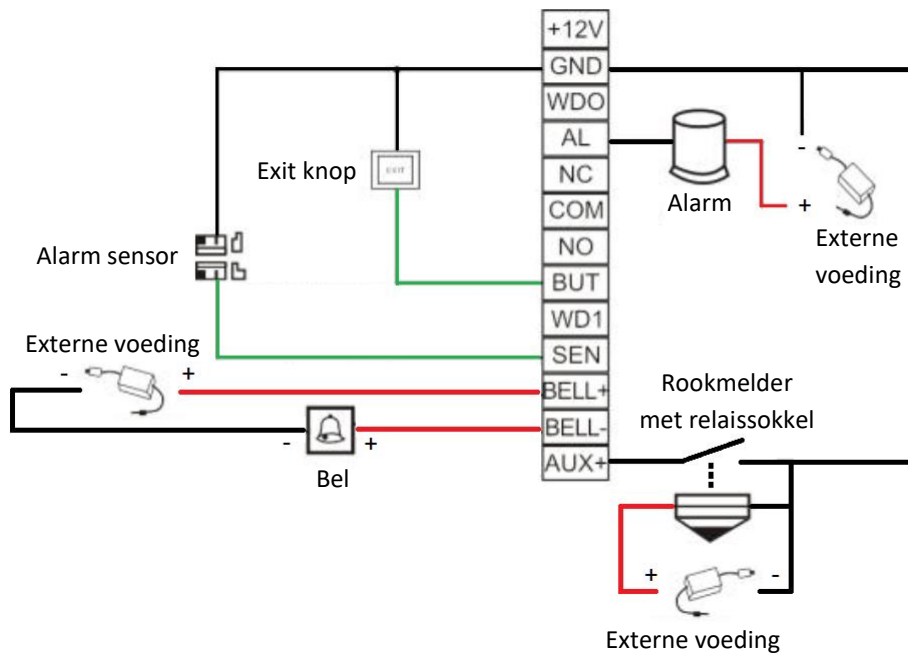 +12V
GND
WDO
AL
NC
COM
NO
BUT
WD1
SEN
BELL+
BELL-
AUX+
Exit knop
EXIT
Alarm sensor
Alarm
-
+
Externe
voeding
Externe voeding
-
+
-
+
Bel
Rookmelder
met relaissokkel
+
-
Externe voeding